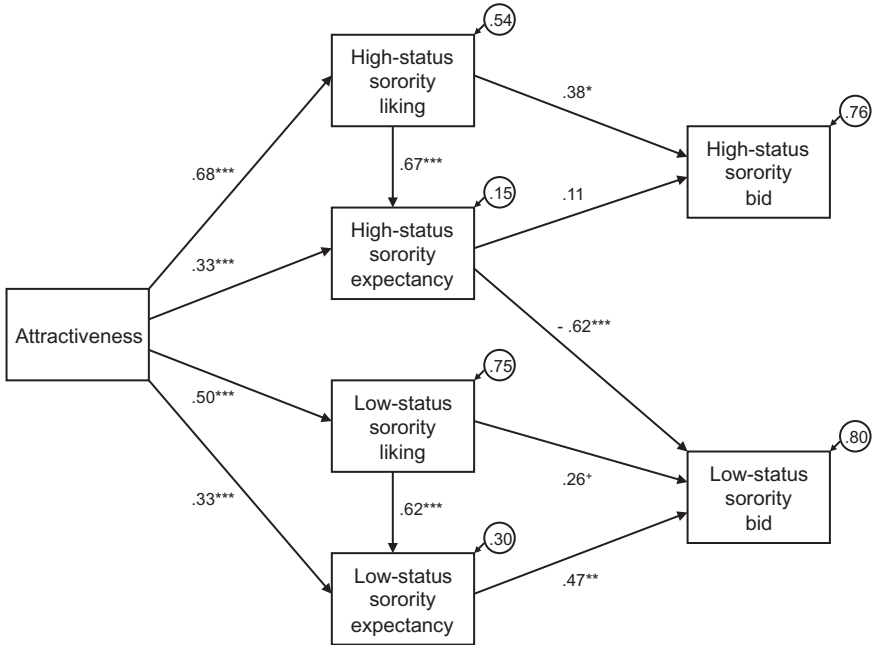 .54
High-status
sorority
liking
.38*
.76
High-status
sorority
bid
.68***
.67***
.15
.11
High-status
sorority
expectancy
.33***
Attractiveness
- .62***
.75
.50***
Low-status
sorority
liking
.80
Low-status
sorority
bid
.26+
.33***
.62***
.30
.47**
Low-status
sorority
expectancy